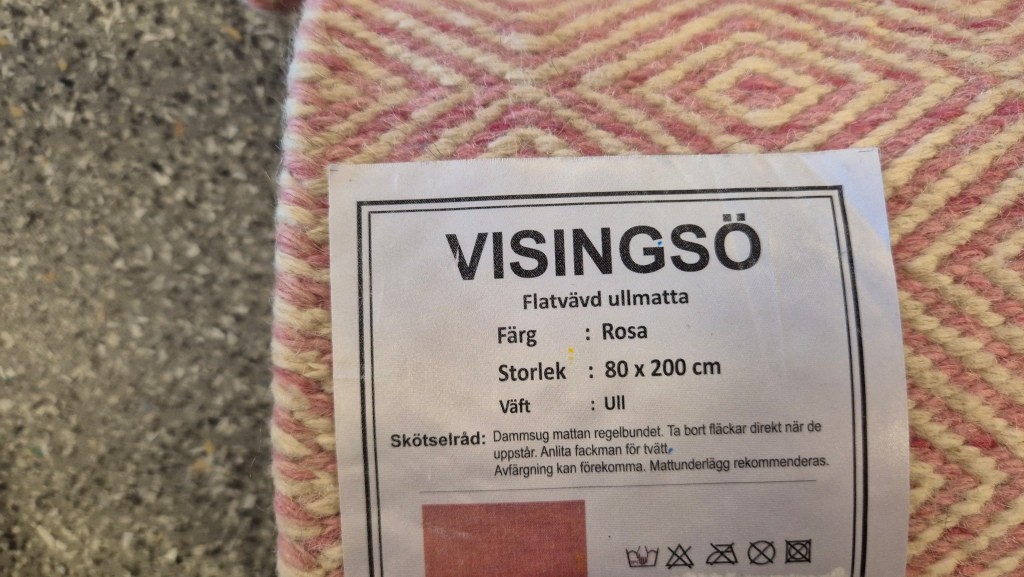 VISINGSÖ
Flatvävd ullmatta
Färg : Rosa
Storlek : 80 x 200 cm
Väft : Ull
Skötselråd: Dammsug mattan regelbundet. Ta bort fläckar direkt när de
uppstår. Anlita fackman för tvätt.
Avfärgning kan förekomma. Mattunderlägg rekommenderas.